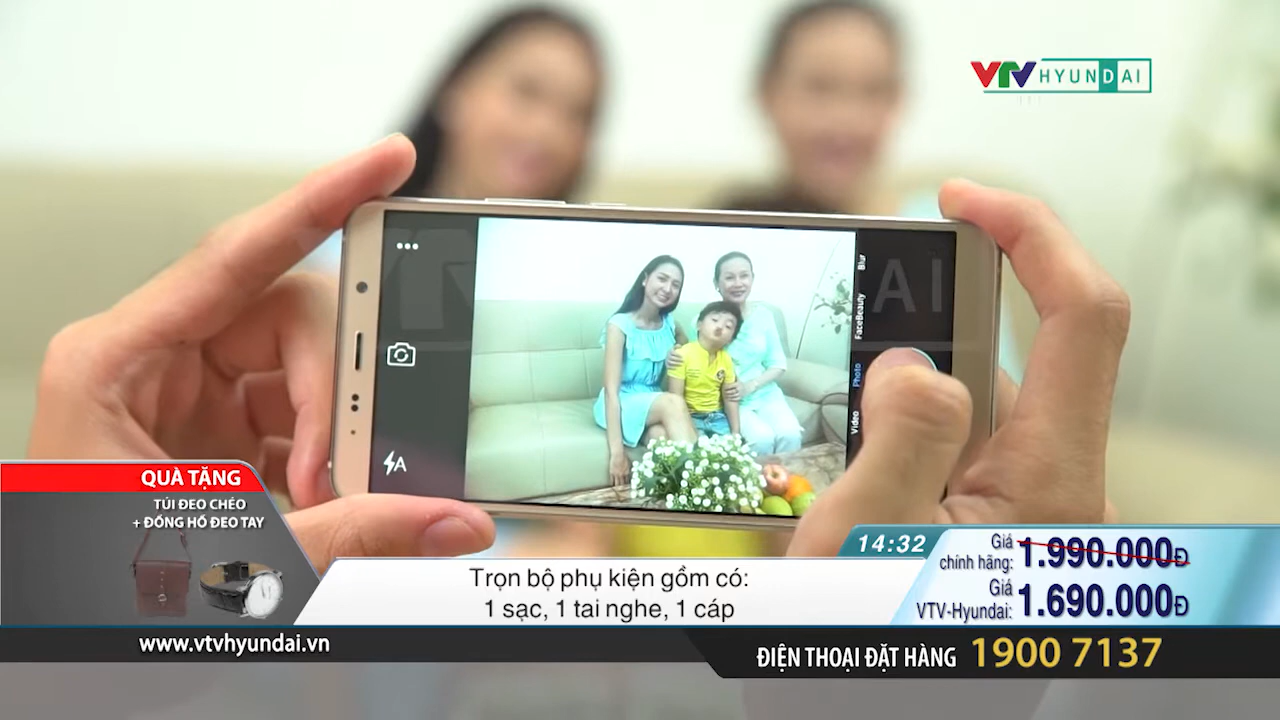 VTV HYUNDAI
AI
Blur
FaceBeauty
Photo
Video
A
QUÀ TẶNG
TÚI ĐEO CHÉO
+ ĐỒNG HỒ ĐEO TAY
14:32
Trọn bộ phụ kiện gồm có:
1 sạc, 1 tai nghe, 1 cáp
Giá
chính hãng: 1.990.000Đ
Giá
VTV-Hyundai: 1.690.000Đ
www.vtvhyundai.vn
ĐIỆN THOẠI ĐẶT HÀNG 1900 7137